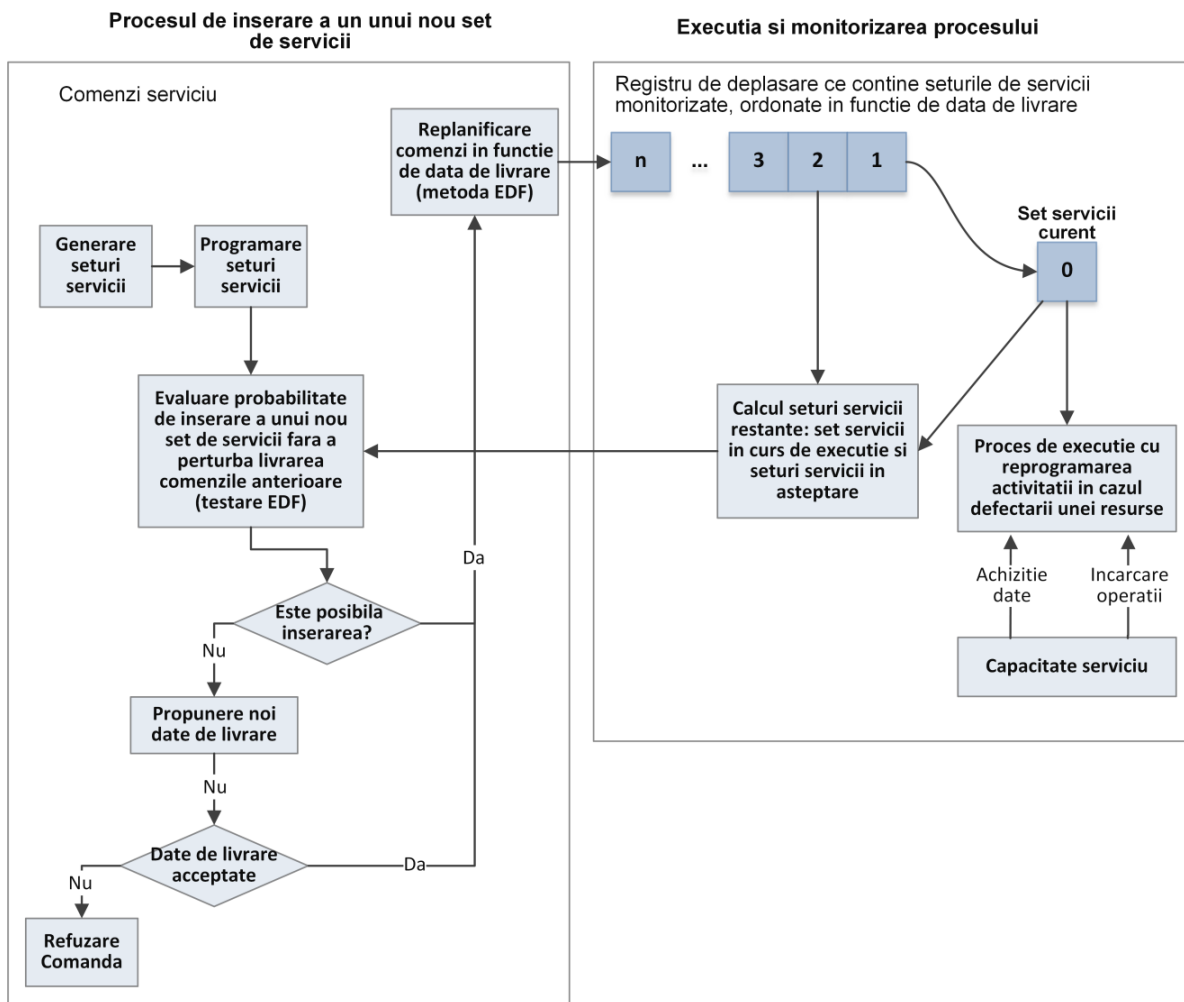 Procesul de inserare a un unui nou set
de servicii
Comenzi serviciu
Replanificare
comenzi in functie
de data de livrare
(metoda EDF)
Generare
seturi
servicii
Programare
seturi
servicii
Evaluare probabilitate
de inserare a unui nou
set de servicii fara a
perturba livrarea
comenzile anterioare
(testare EDF)
Da
Este posibila
inserarea?
Nu
Propunere noi
date de livrare
Nu
Date de livrare
acceptate
Da
Nu
Refuzare
Comanda
Executia si monitorizarea procesului
Registru de deplasare ce contine seturile de servicii
monitorizate, ordonate in functie de data de livrare
n ... 3 2 1
Set servicii
curent
0
Calcul seturi servicii
restante: set servicii
in curs de executie si
seturi servicii in
asteptare
Proces de executie cu
reprogramarea
activitatii in cazul
defectarii unei resurse
Achizitie
date
Incarcare
operatii
Capacitate serviciu